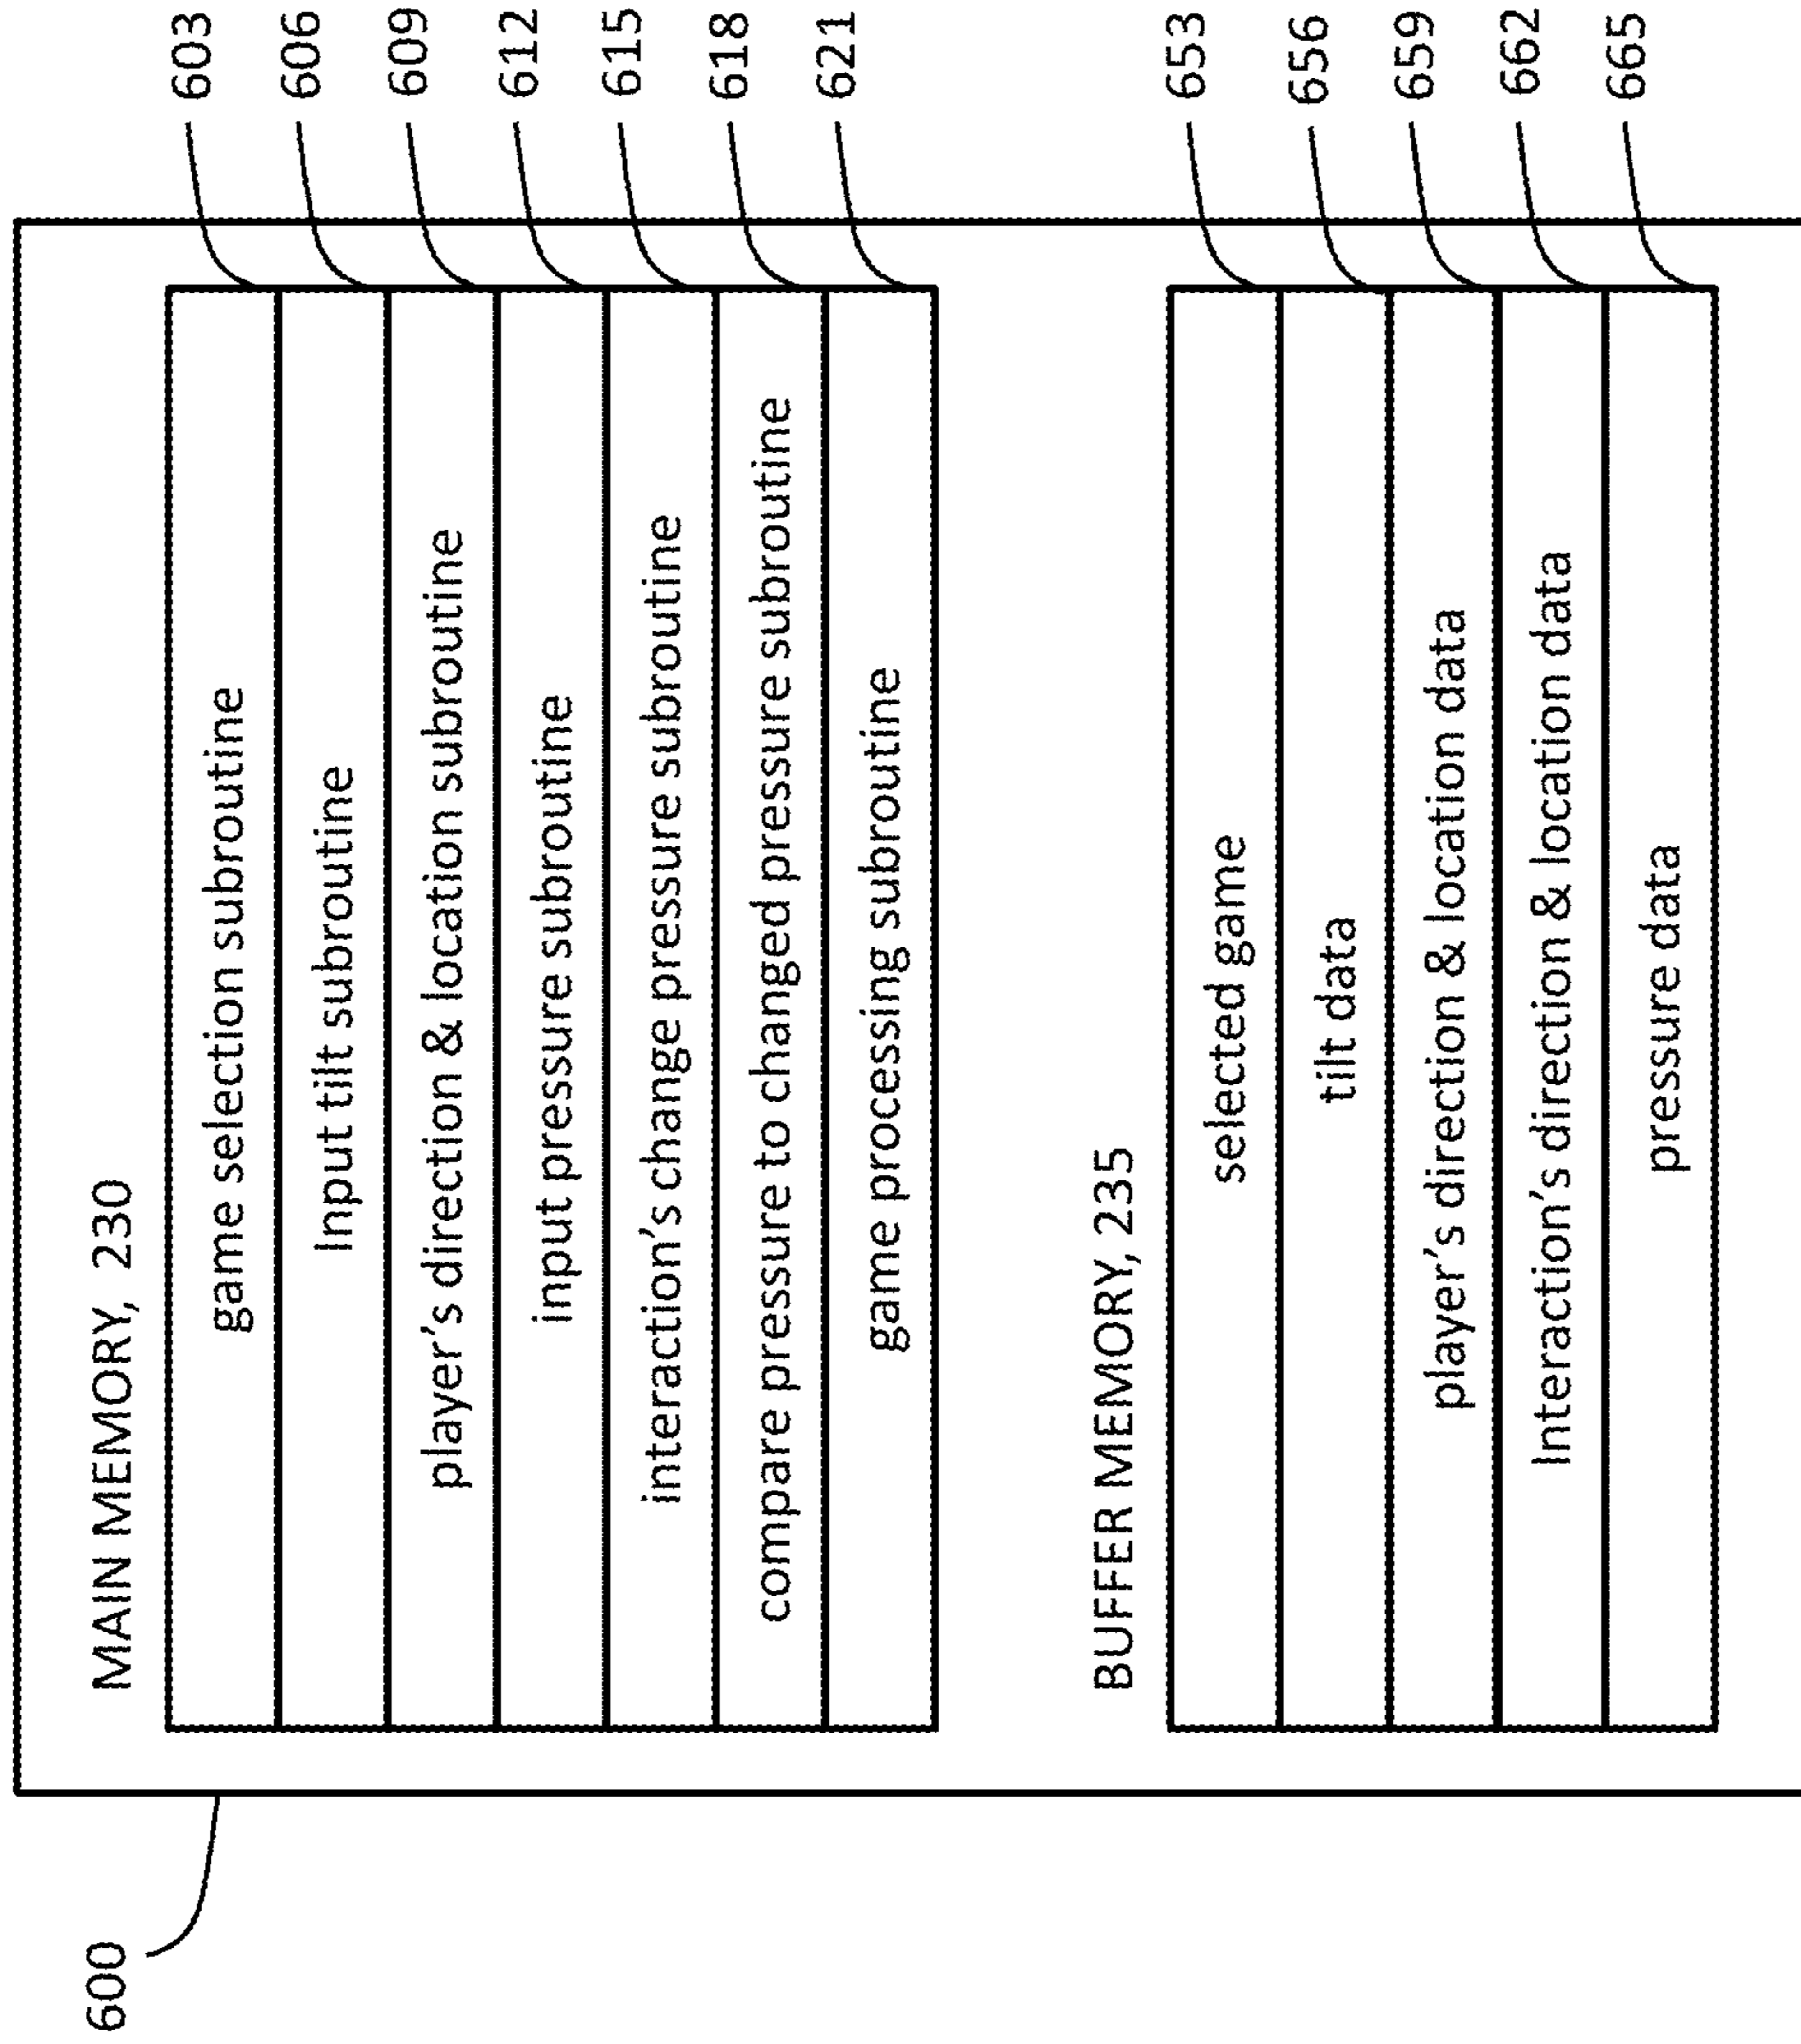 600
MAIN MEMORY, 230
game selection subroutine 603
Input tilt subroutine 606
player's direction & location subroutine 609
input pressure subroutine 612
interaction's change pressure subroutine 615
compare pressure to changed pressure subroutine 618
game processing subroutine 621
BUFFER MEMORY, 235
selected game 653
tilt data 656
player's direction & location data 659
Interaction's direction & location data 662
pressure data 665